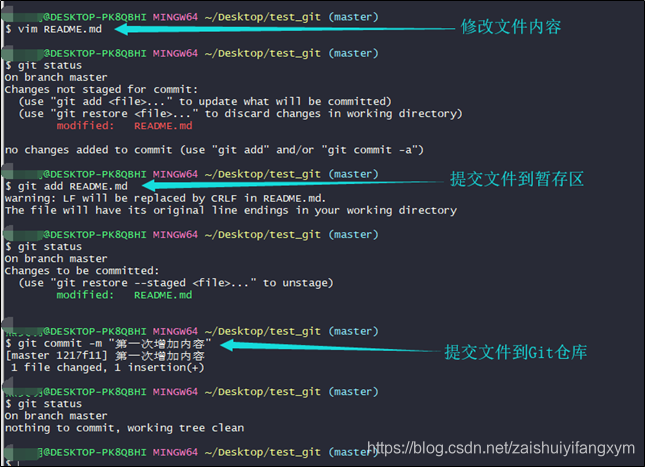 @DESKTOP-PK8QBHI MINGW64 ~/Desktop/test_git (master)
$ vim README.md
修改文件内容
@DESKTOP-PK8QBHI MINGW64 ~/Desktop/test_git (master)
$ git status
On branch master
Changes not staged for commit:
(use "git add <file>..." to update what will be committed)
(use "git restore <file>..." to discard changes in working directory)
modified: README.md
no changes added to commit (use "git add" and/or "git commit -a")
@DESKTOP-PK8QBHI MINGW64 ~/Desktop/test_git (master)
$ git add README.md
提交文件到暂存区
warning: LF will be replaced by CRLF in README.md.
The file will have its original line endings in your working directory
@DESKTOP-PK8QBHI MINGW64 ~/Desktop/test_git (master)
$ git status
On branch master
Changes to be committed:
(use "git restore --staged <file>..." to unstage)
modified: README.md
@DESKTOP-PK8QBHI MINGW64 ~/Desktop/test_git (master)
$ git commit -m "第一次增加内容"
提交文件到Git仓库
[master 1217f11] 第一次增加内容
1 file changed, 1 insertion(+)
@DESKTOP-PK8QBHI MINGW64 ~/Desktop/test_git (master)
$ git status
On branch master
nothing to commit, working tree clean
@DESKTOP-PK8QBHI MINGW64 ~/Desktop/test_git (master)
https://blog.csdn.net/zaishuiyifangxym